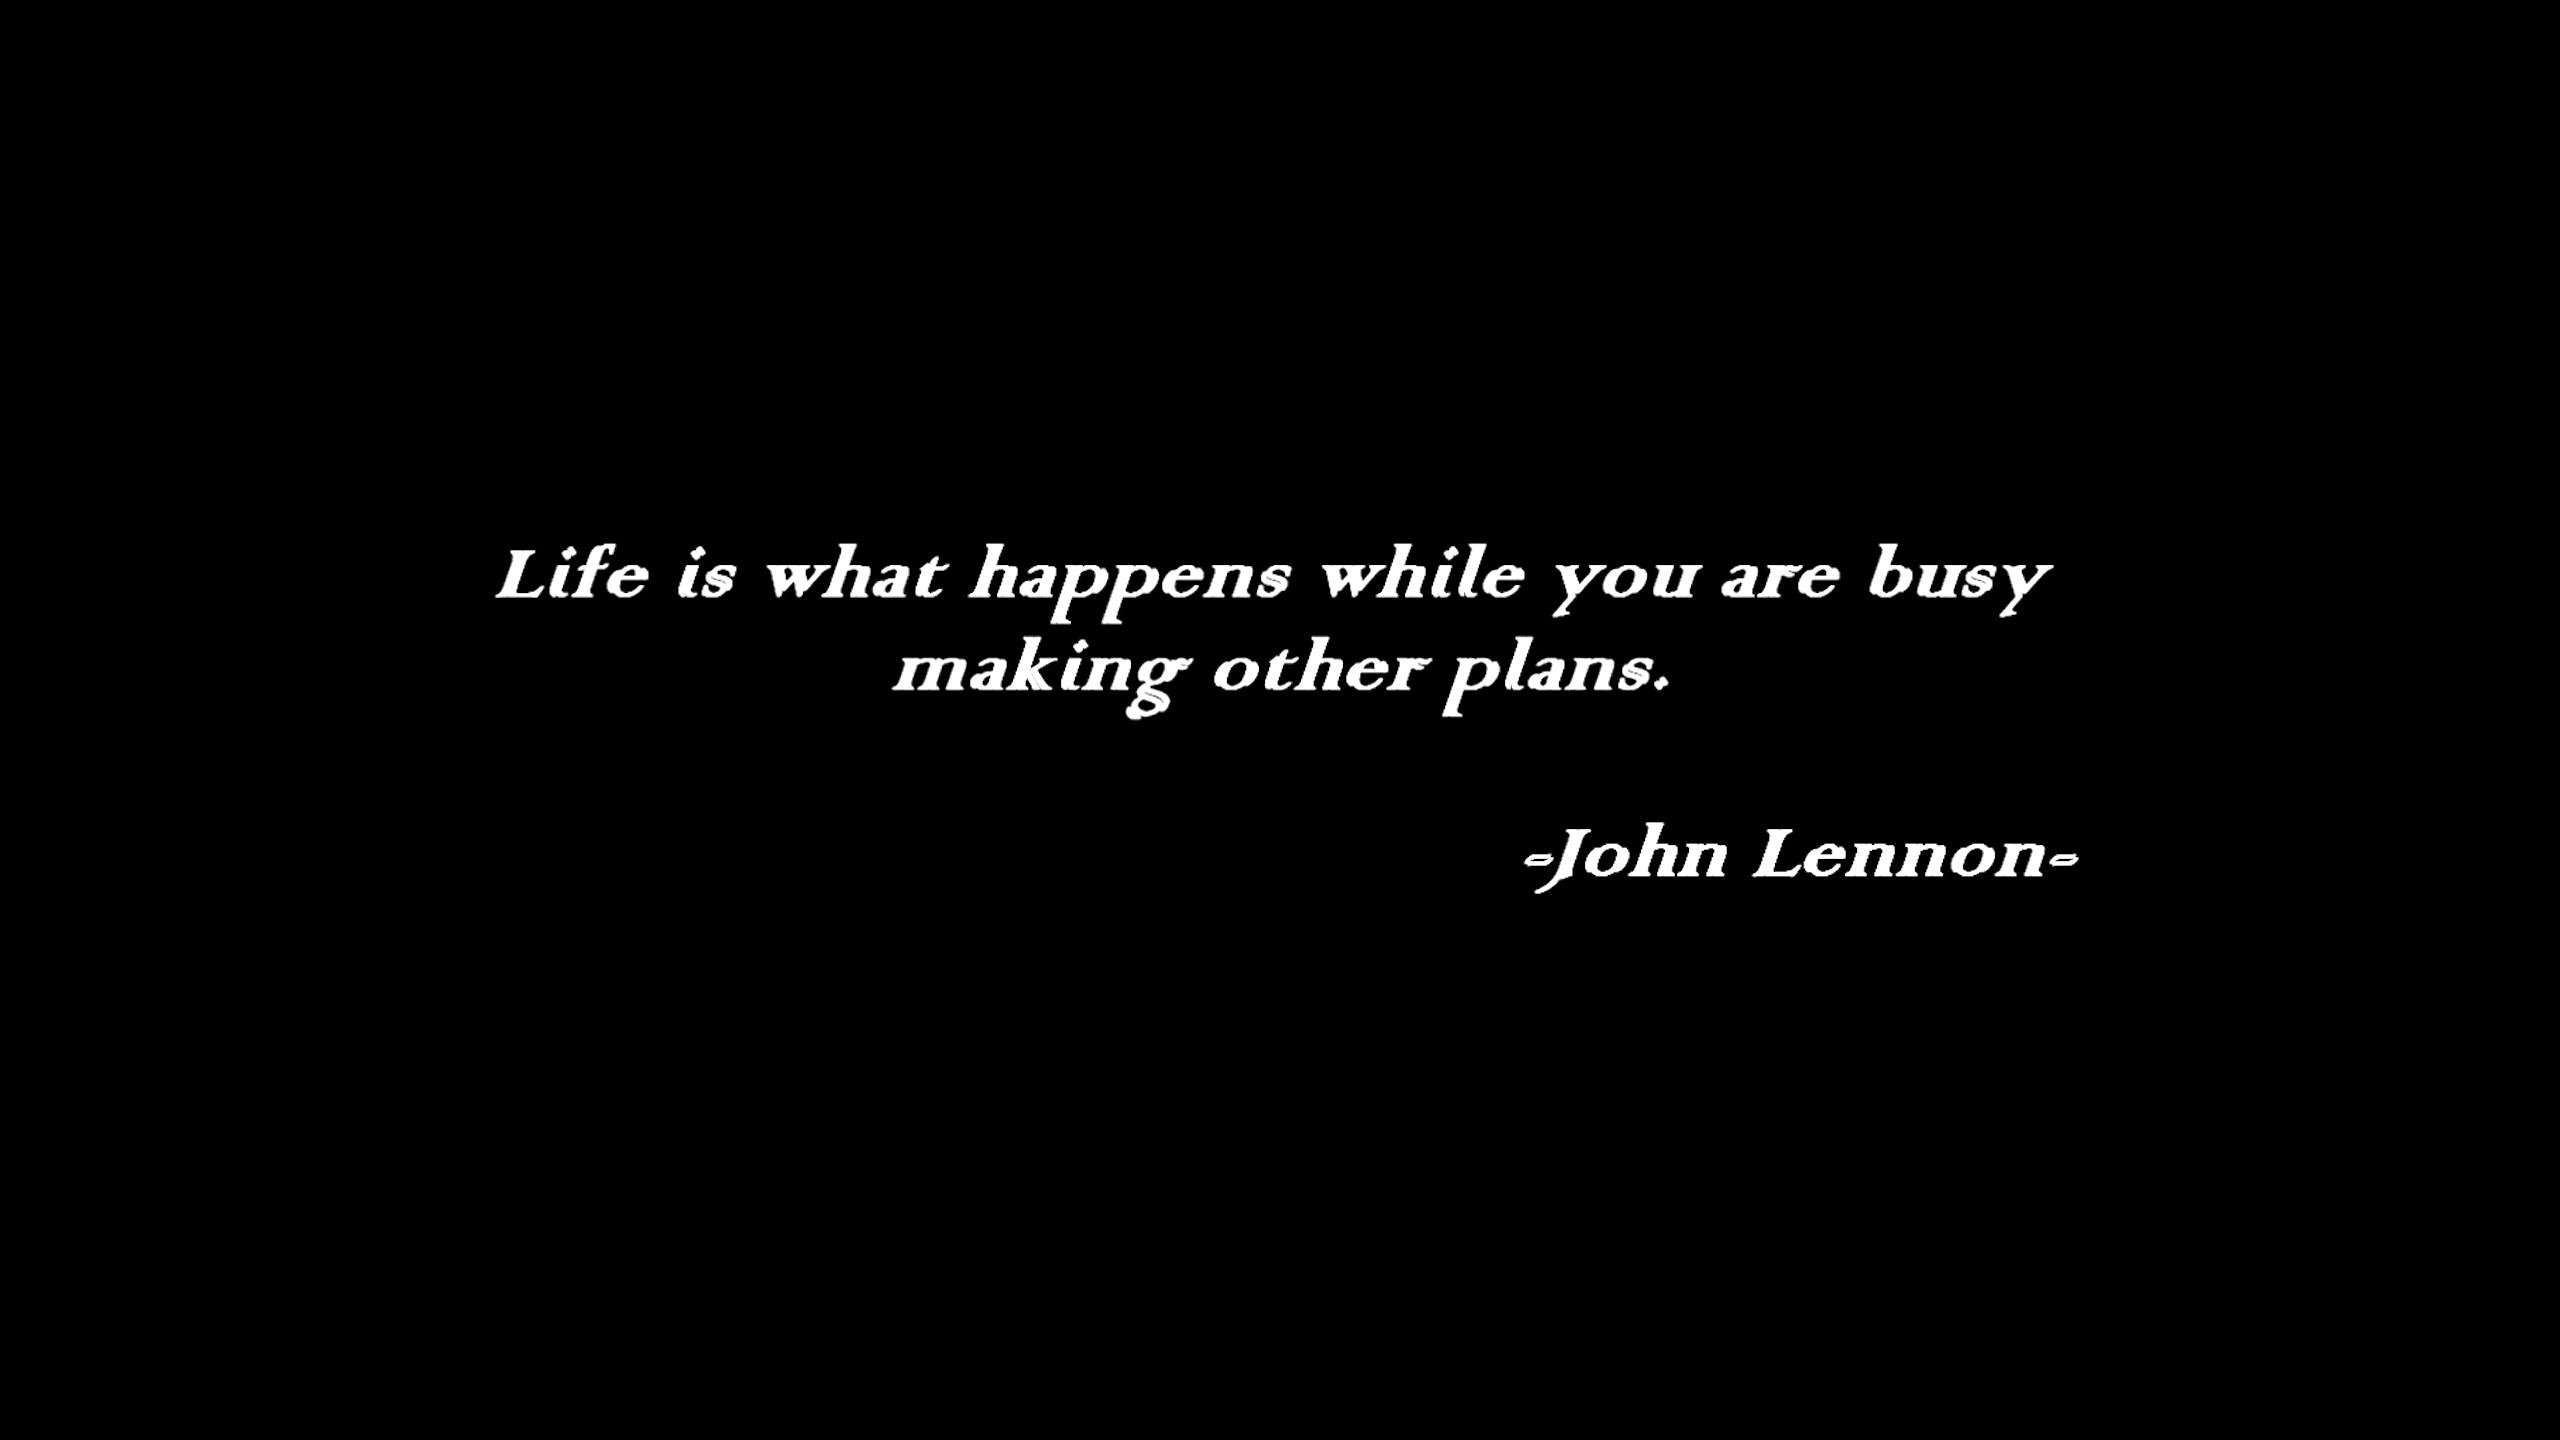 Life is what happens while you are busy
making other plans.
-John Lennon-